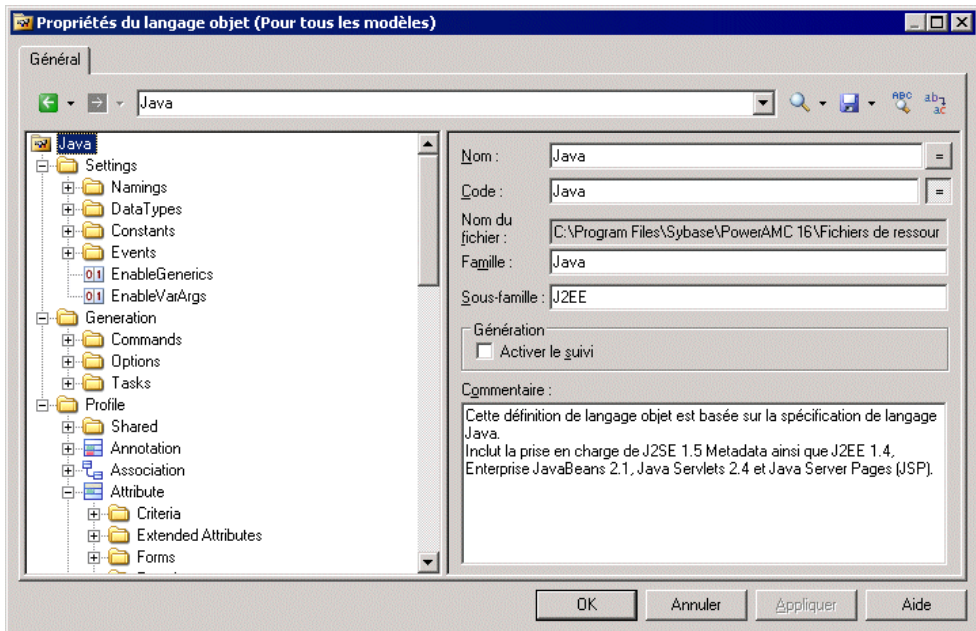 Propriétés du langage objet (Pour tous les modèles)
Général
Java
ABC
ab
ac
Java
Settings
Namings
DataTypes
Constants
Events
EnableGenerics
EnableVarArgs
Generation
Commands
Options
Tasks
Profile
Shared
Annotation
Association
Attribute
Criteria
Extended Attributes
Forms
Nom : Java =
Code : Java =
Nom du
fichier : C:\Program Files\Sybase\PowerAMC 16\Fichiers de ressour
Famille : Java
Sous-famille : J2EE
Génération
Activer le suivi
Commentaire :
Cette définition de langage objet est basée sur la spécification de langage
Java.
Inclut la prise en charge de J2SE 1.5 Metadata ainsi que J2EE 1.4,
Enterprise JavaBeans 2.1, Java Servlets 2.4 et Java Server Pages (JSP).
OK Annuler Appliquer Aide